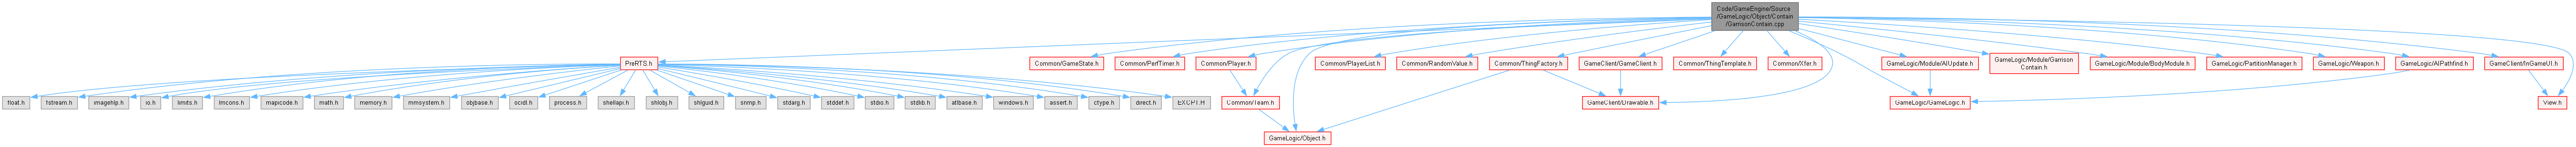 Code/GameEngine/Source
/GameLogic/Object/Contain
/GarrisonContain.cpp
PreRTS.h
Common/GameState.h
Common/PerfTimer.h
Common/Player.h
Common/PlayerList.h
Common/RandomValue.h
Common/ThingFactory.h
GameClient/GameClient.h
Common/ThingTemplate.h
Common/Xfer.h
GameLogic/Module/AIUpdate.h
GameLogic/Module/Garrison
Contain.h
GameLogic/Module/BodyModule.h
GameLogic/PartitionManager.h
GameLogic/Weapon.h
GameLogic/AIPathfind.h
GameClient/InGameUI.h
float.h
fstream.h
imagehlp.h
io.h
limits.h
lmcons.h
mapicode.h
math.h
memory.h
mmsystem.h
objbase.h
ocidl.h
process.h
shellapi.h
shlobj.h
shlguid.h
snmp.h
stdarg.h
stddef.h
stdio.h
stdlib.h
atlbase.h
windows.h
assert.h
ctype.h
direct.h
EXCPT.H
Common/Team.h
GameClient/Drawable.h
GameLogic/GameLogic.h
View.h
GameLogic/Object.h